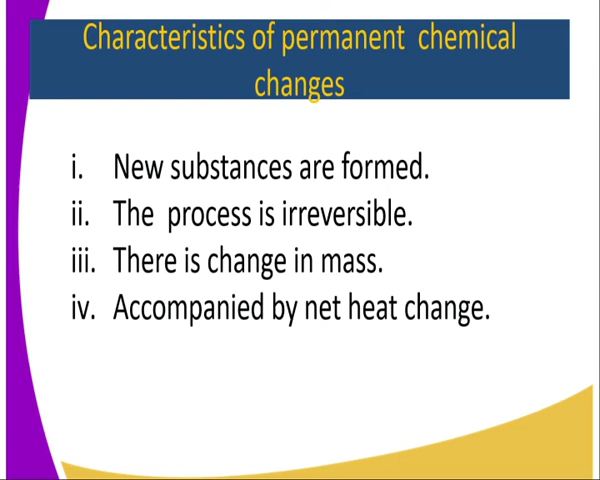 Characteristics of permanent chemical
changes
i. New substances are formed.
ii. The process is irreversible.
iii. There is change in mass.
iv. Accompanied by net heat change.